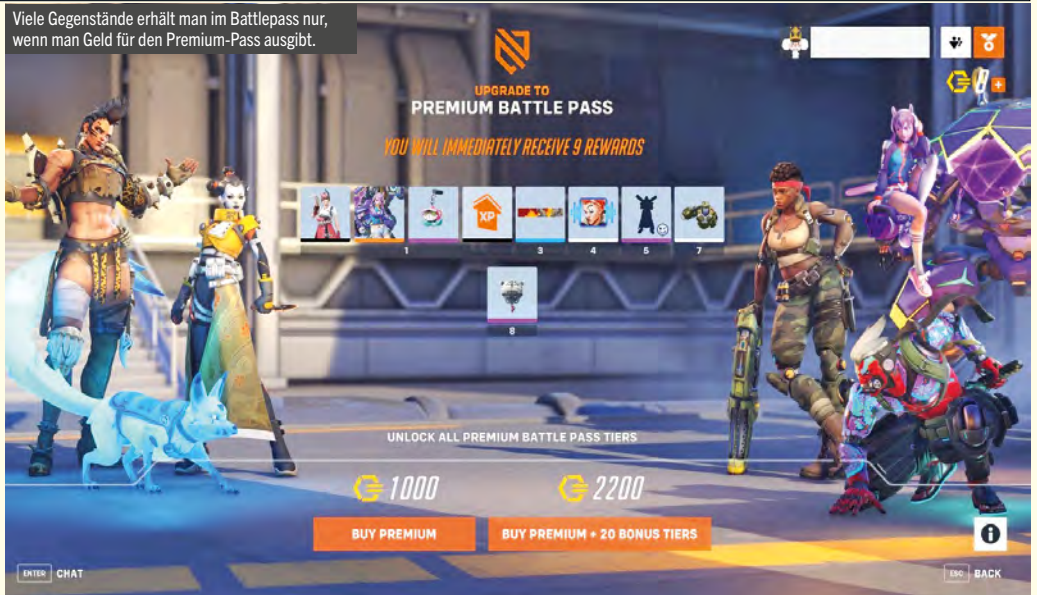 Viele Gegenstände erhält man im Battlepass nur,
wenn man Geld für den Premium-Pass ausgibt.
UPGRADE TO
PREMIUM BATTLE PASS
YOU WILL IMMEDIATELY RECEIVE 9 REWARDS
XP
1 3 4 5 7
8
UNLOCK ALL PREMIUM BATTLE PASS TIERS
1000 2200
BUY PREMIUM BUY PREMIUM + 20 BONUS TIERS
ENTER CHAT ESC BACK